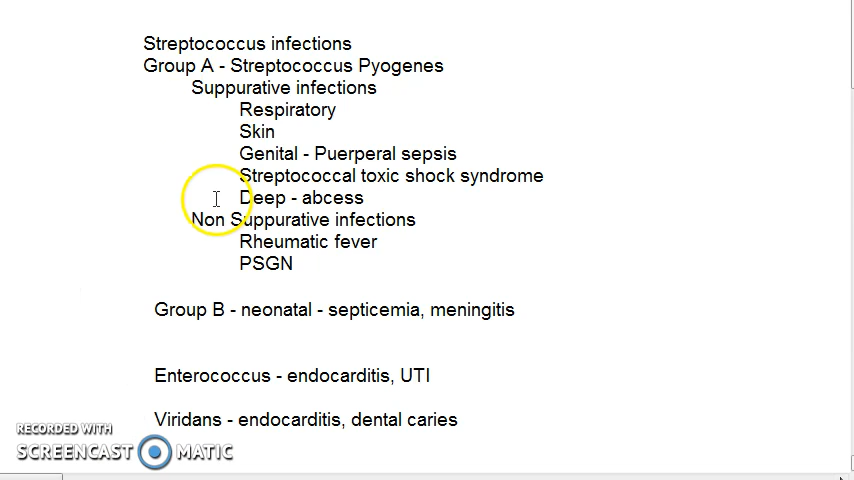 Streptococcus infections
Group A - Streptococcus Pyogenes
Suppurative infections
Respiratory
Skin
Genital - Puerperal sepsis
Streptococcal toxic shock syndrome
Deep - abcess
Non Suppurative infections
Rheumatic fever
PSGN
Group B - neonatal - septicemia, meningitis
Enterococcus - endocarditis, UTI
Viridans - endocarditis, dental caries
RECORDED WITH
SCREENCAST MATIC